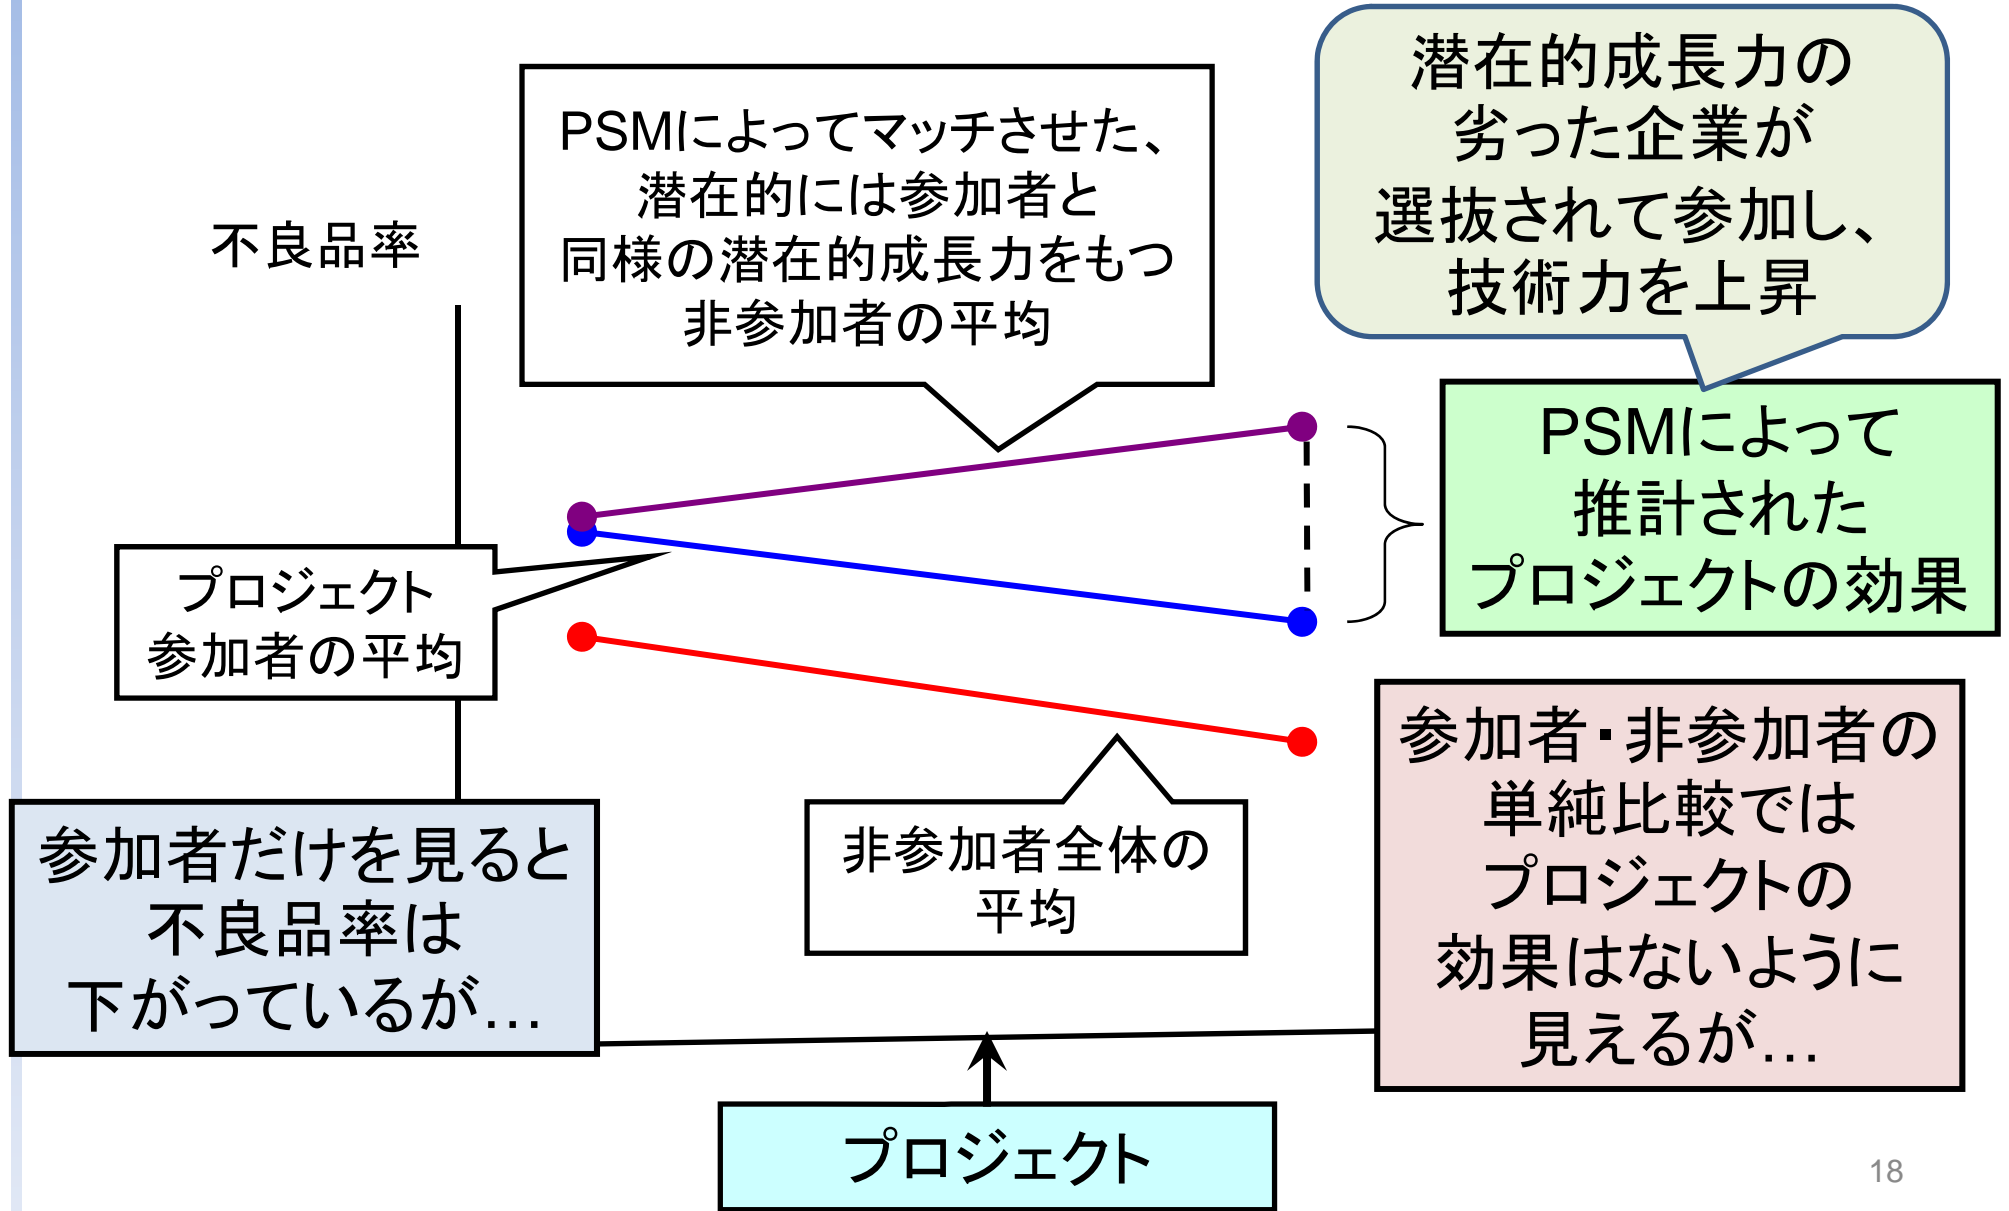 潜在的成長力の
劣った企業が
選抜されて参加し、
技術力を上昇
PSMによってマッチさせた、
潜在的には参加者と
同様の潜在的成長力をもつ
非参加者の平均
不良品率
PSMによって
推計された
プロジェクトの効果
プロジェクト
参加者の平均
参加者・非参加者の
単純比較では
プロジェクトの
効果はないように
見えるが…
参加者だけを見ると
不良品率は
下がっているが…
非参加者全体の
平均
プロジェクト
18